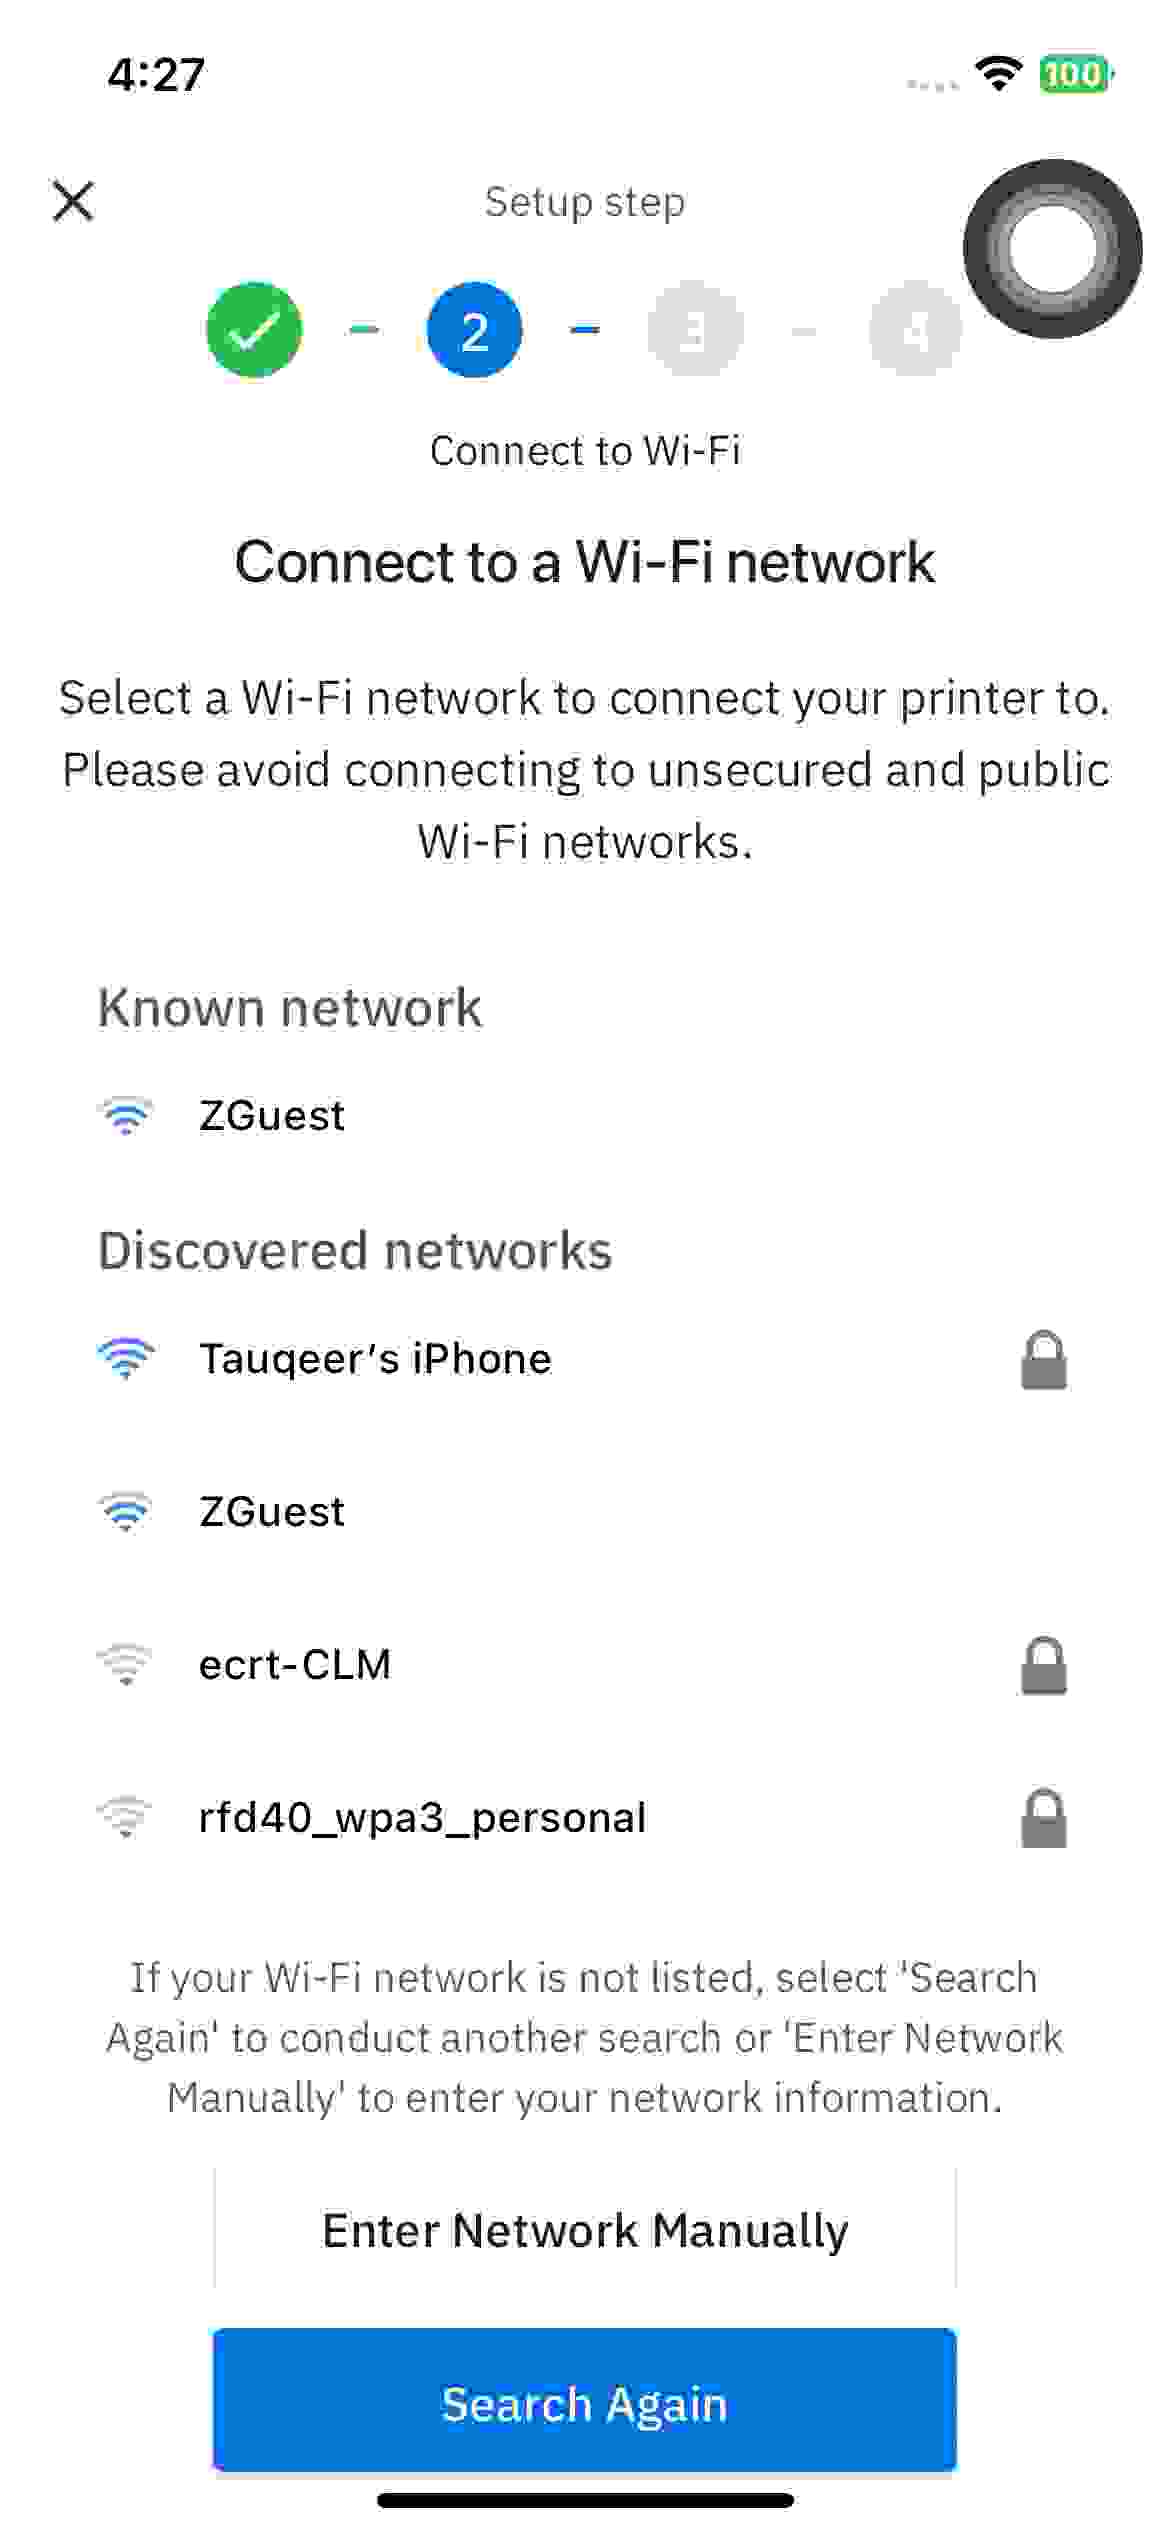 4:27
100
Setup step
2
3
4
Connect to Wi-Fi
Connect to a Wi-Fi network
Select a Wi-Fi network to connect your printer to.
Please avoid connecting to unsecured and public
Wi-Fi networks.
Known network
ZGuest
Discovered networks
Tauqeer's iPhone
ZGuest
ecrt-CLM
rfd40_wpa3_personal
If your Wi-Fi network is not listed, select 'Search
Again' to conduct another search or 'Enter Network
Manually' to enter your network information.
Enter Network Manually
Search Again